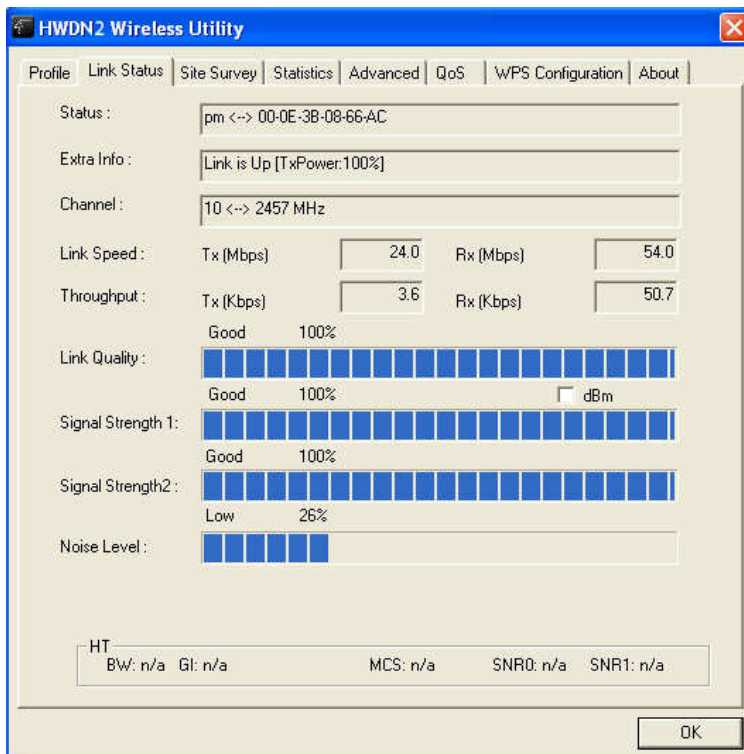 HWDN2 Wireless Utility
Profile Link Status Site Survey Statistics Advanced QoS WPS Configuration About
Status : pm <--> 00-0E-3B-08-66-AC
Extra Info : Link is Up [TxPower:100%]
Channel : 10 <--> 2457 MHz
Link Speed : Tx (Mbps) 24.0 Rx (Mbps) 54.0
Throughput : Tx (Kbps) 3.6 Rx (Kbps) 50.7
Good 100%
Link Quality :
Good 100% dBm
Signal Strength 1:
Good 100%
Signal Strength2 :
Low 26%
Noise Level :
HT
BW: n/a GI: n/a MCS: n/a SNR0: n/a SNR1: n/a
OK